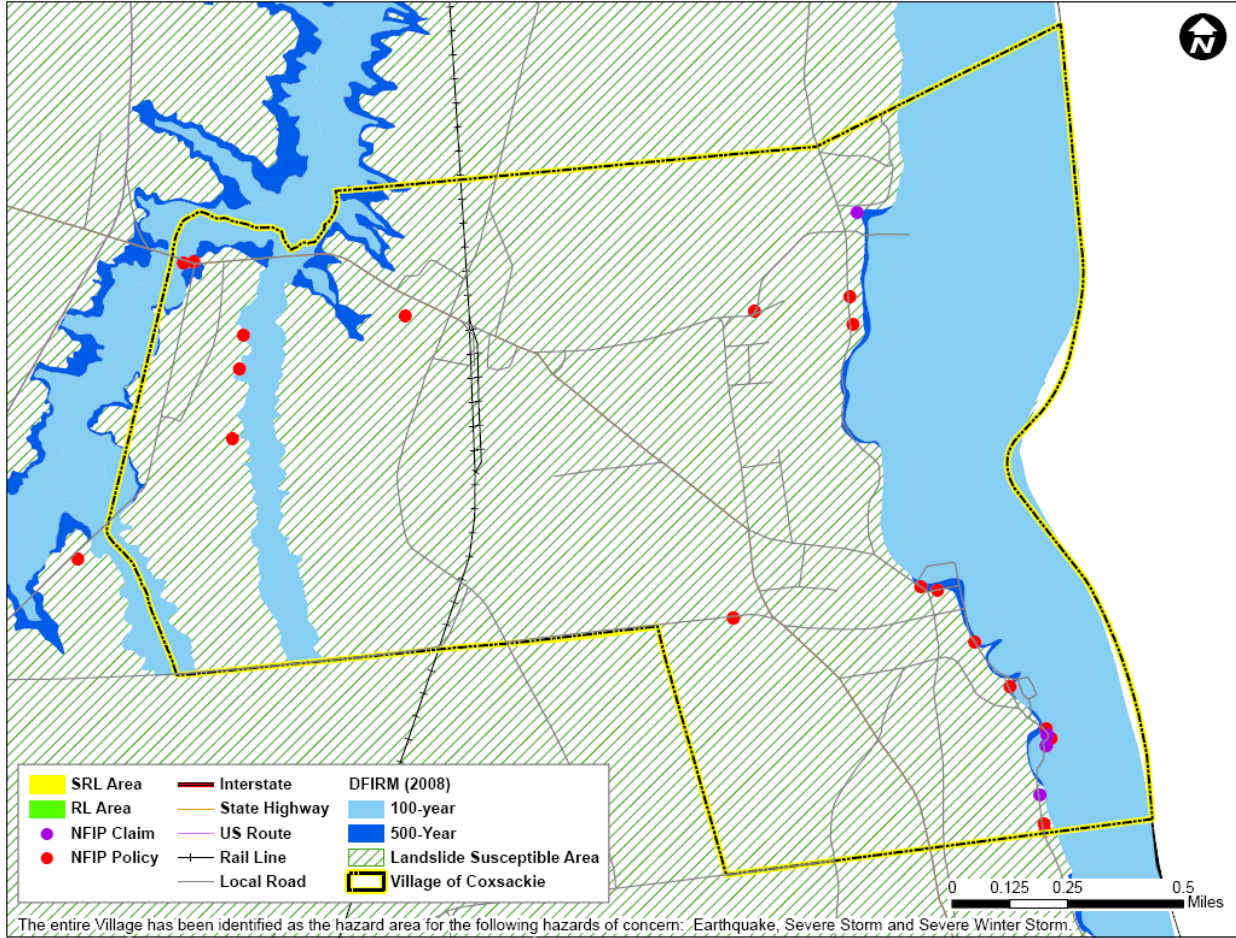 N
SRL Area
RL Area
NFIP Claim
NFIP Policy
Interstate
State Highway
US Route
Rail Line
Local Road
DFIRM (2008)
100-year
500-Year
Landslide Susceptible Area
Village of Coxsackie
0 0.125 0.25 0.5
Miles
The entire Village has been identified as the hazard area for the following hazards of concern: Earthquake, Severe Storm and Severe Winter Storm.